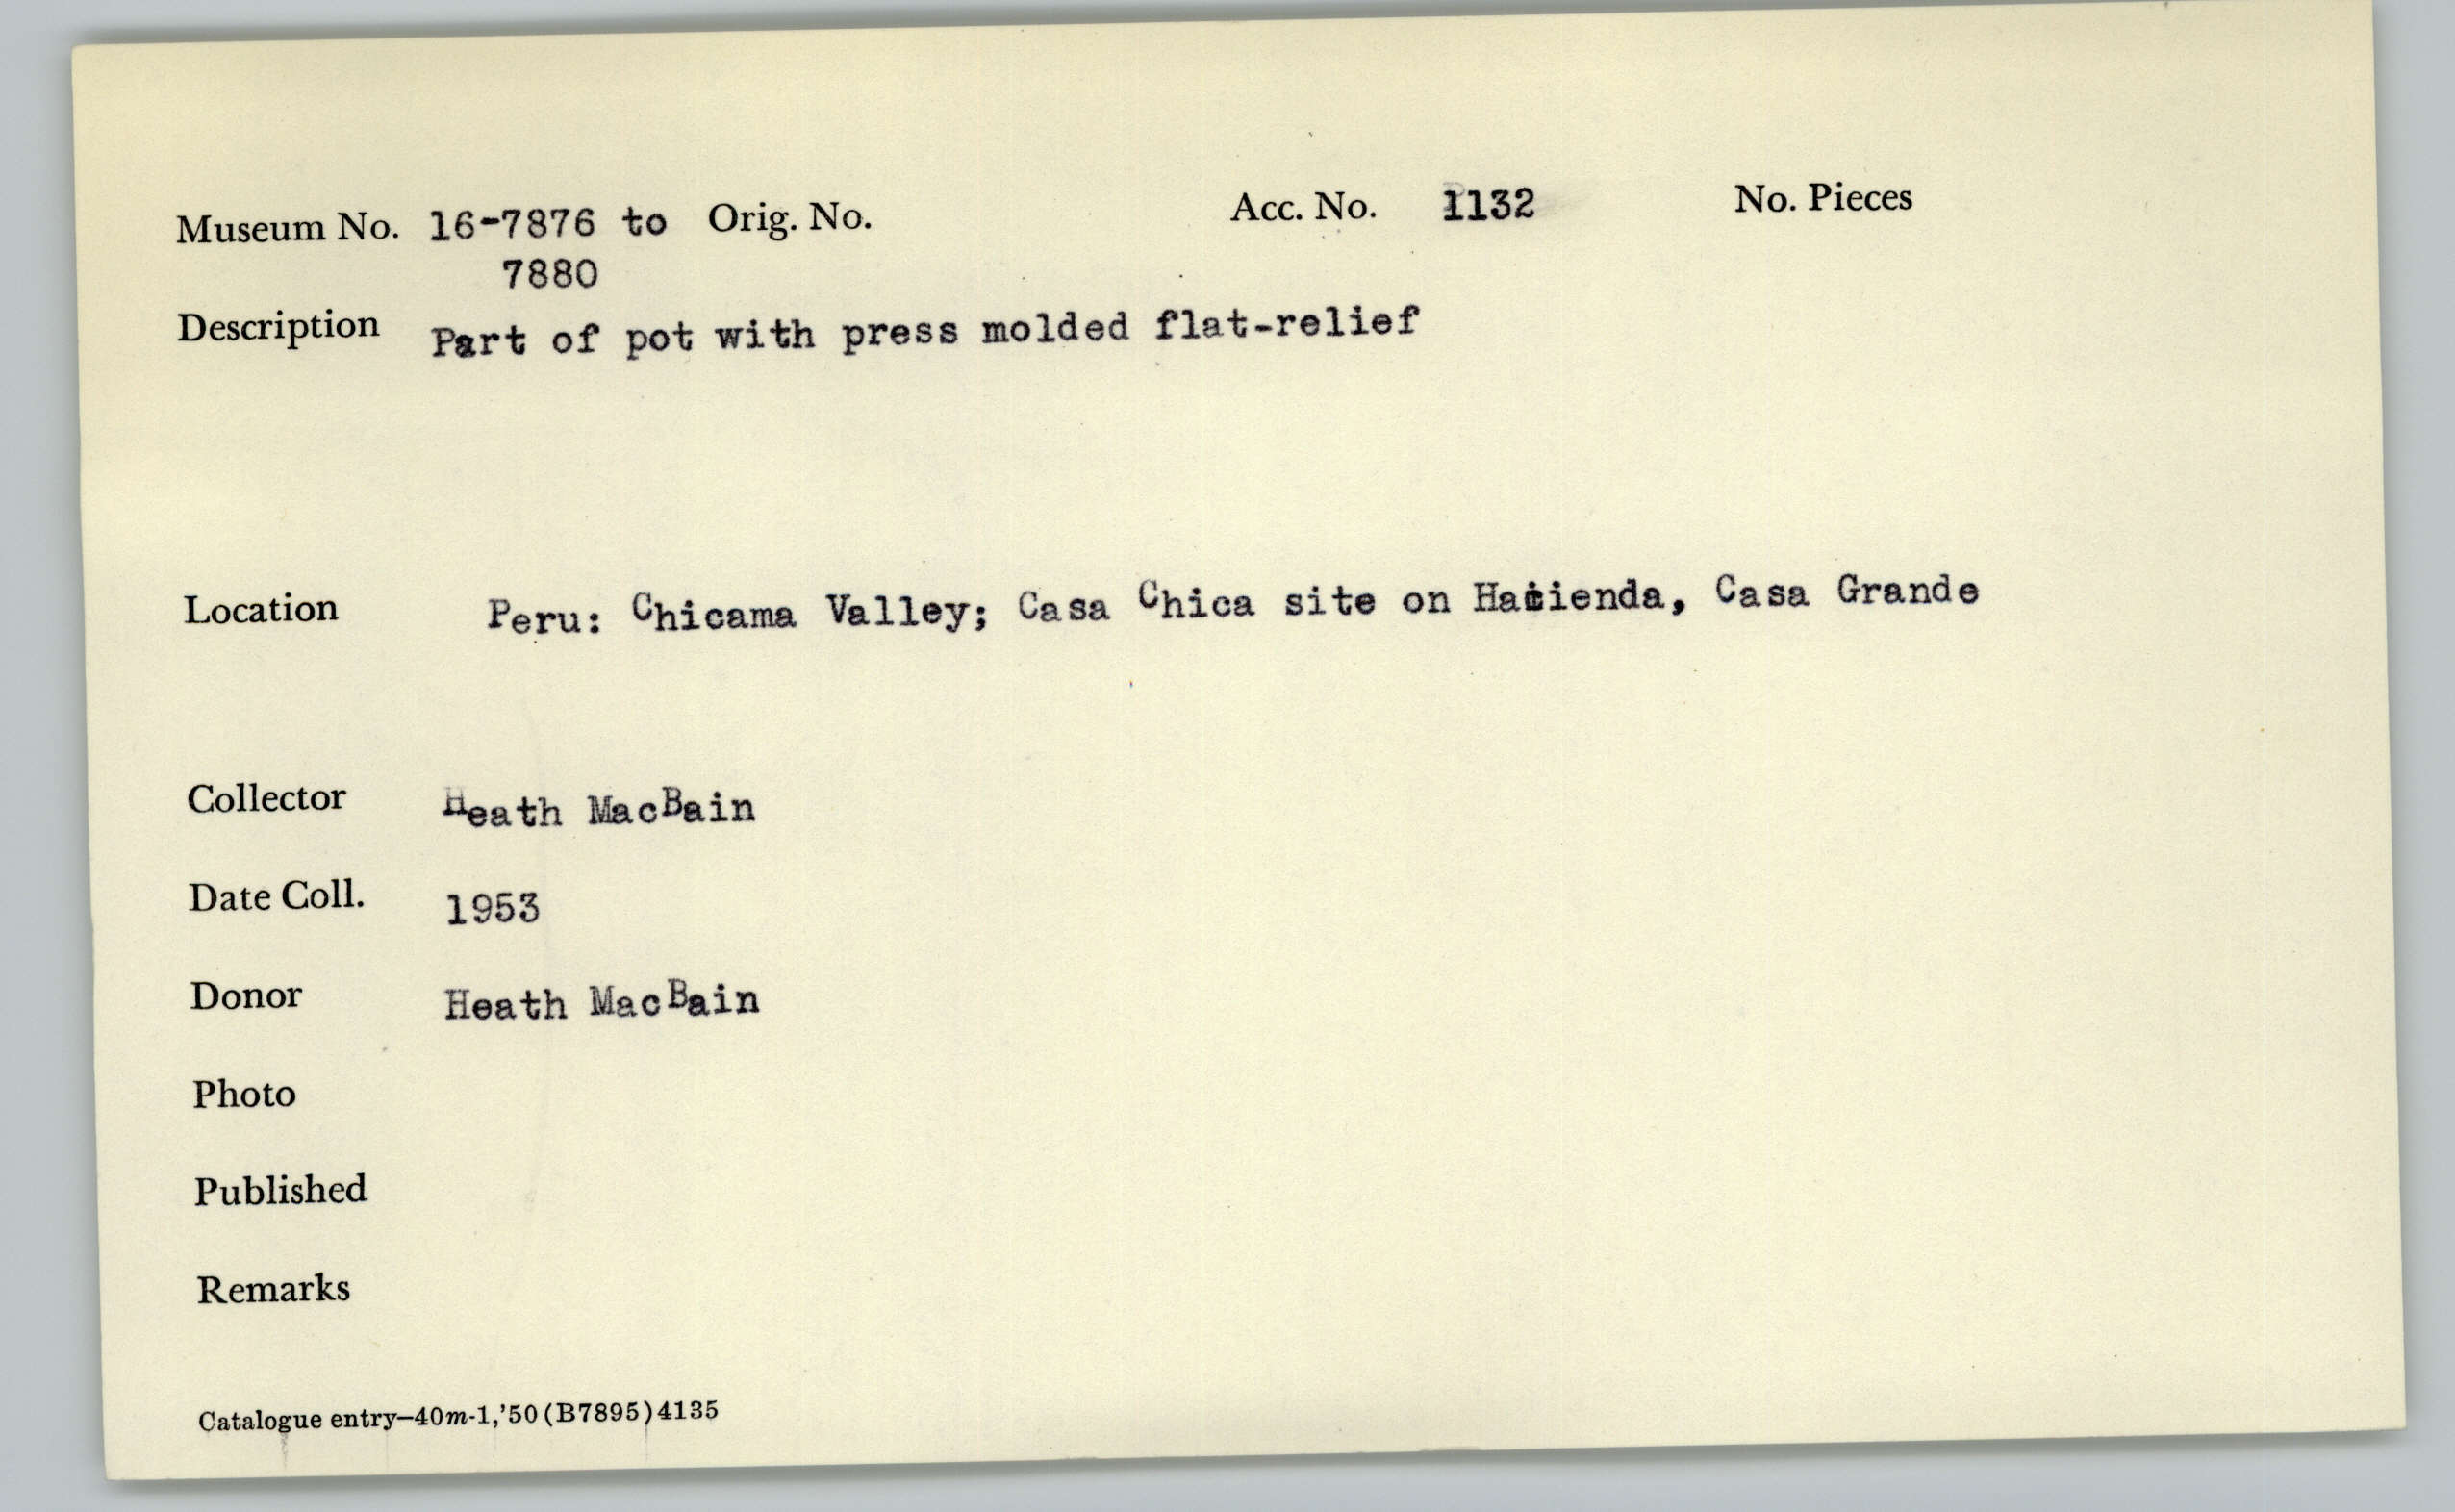 Museum No. 16-7876 to Orig. No. Acc. No. 1132 No. Pieces
7880
Description Part of pot with press molded flat-relief
Location Peru: Chicama Valley; Casa Chica site on Hacienda, Casa Grande
Collector Heath MacBain
Date Coll. 1953
Donor Heath MacBain
Photo
Published
Remarks
Catalogue entry—40m-1,'50(B7895)4135